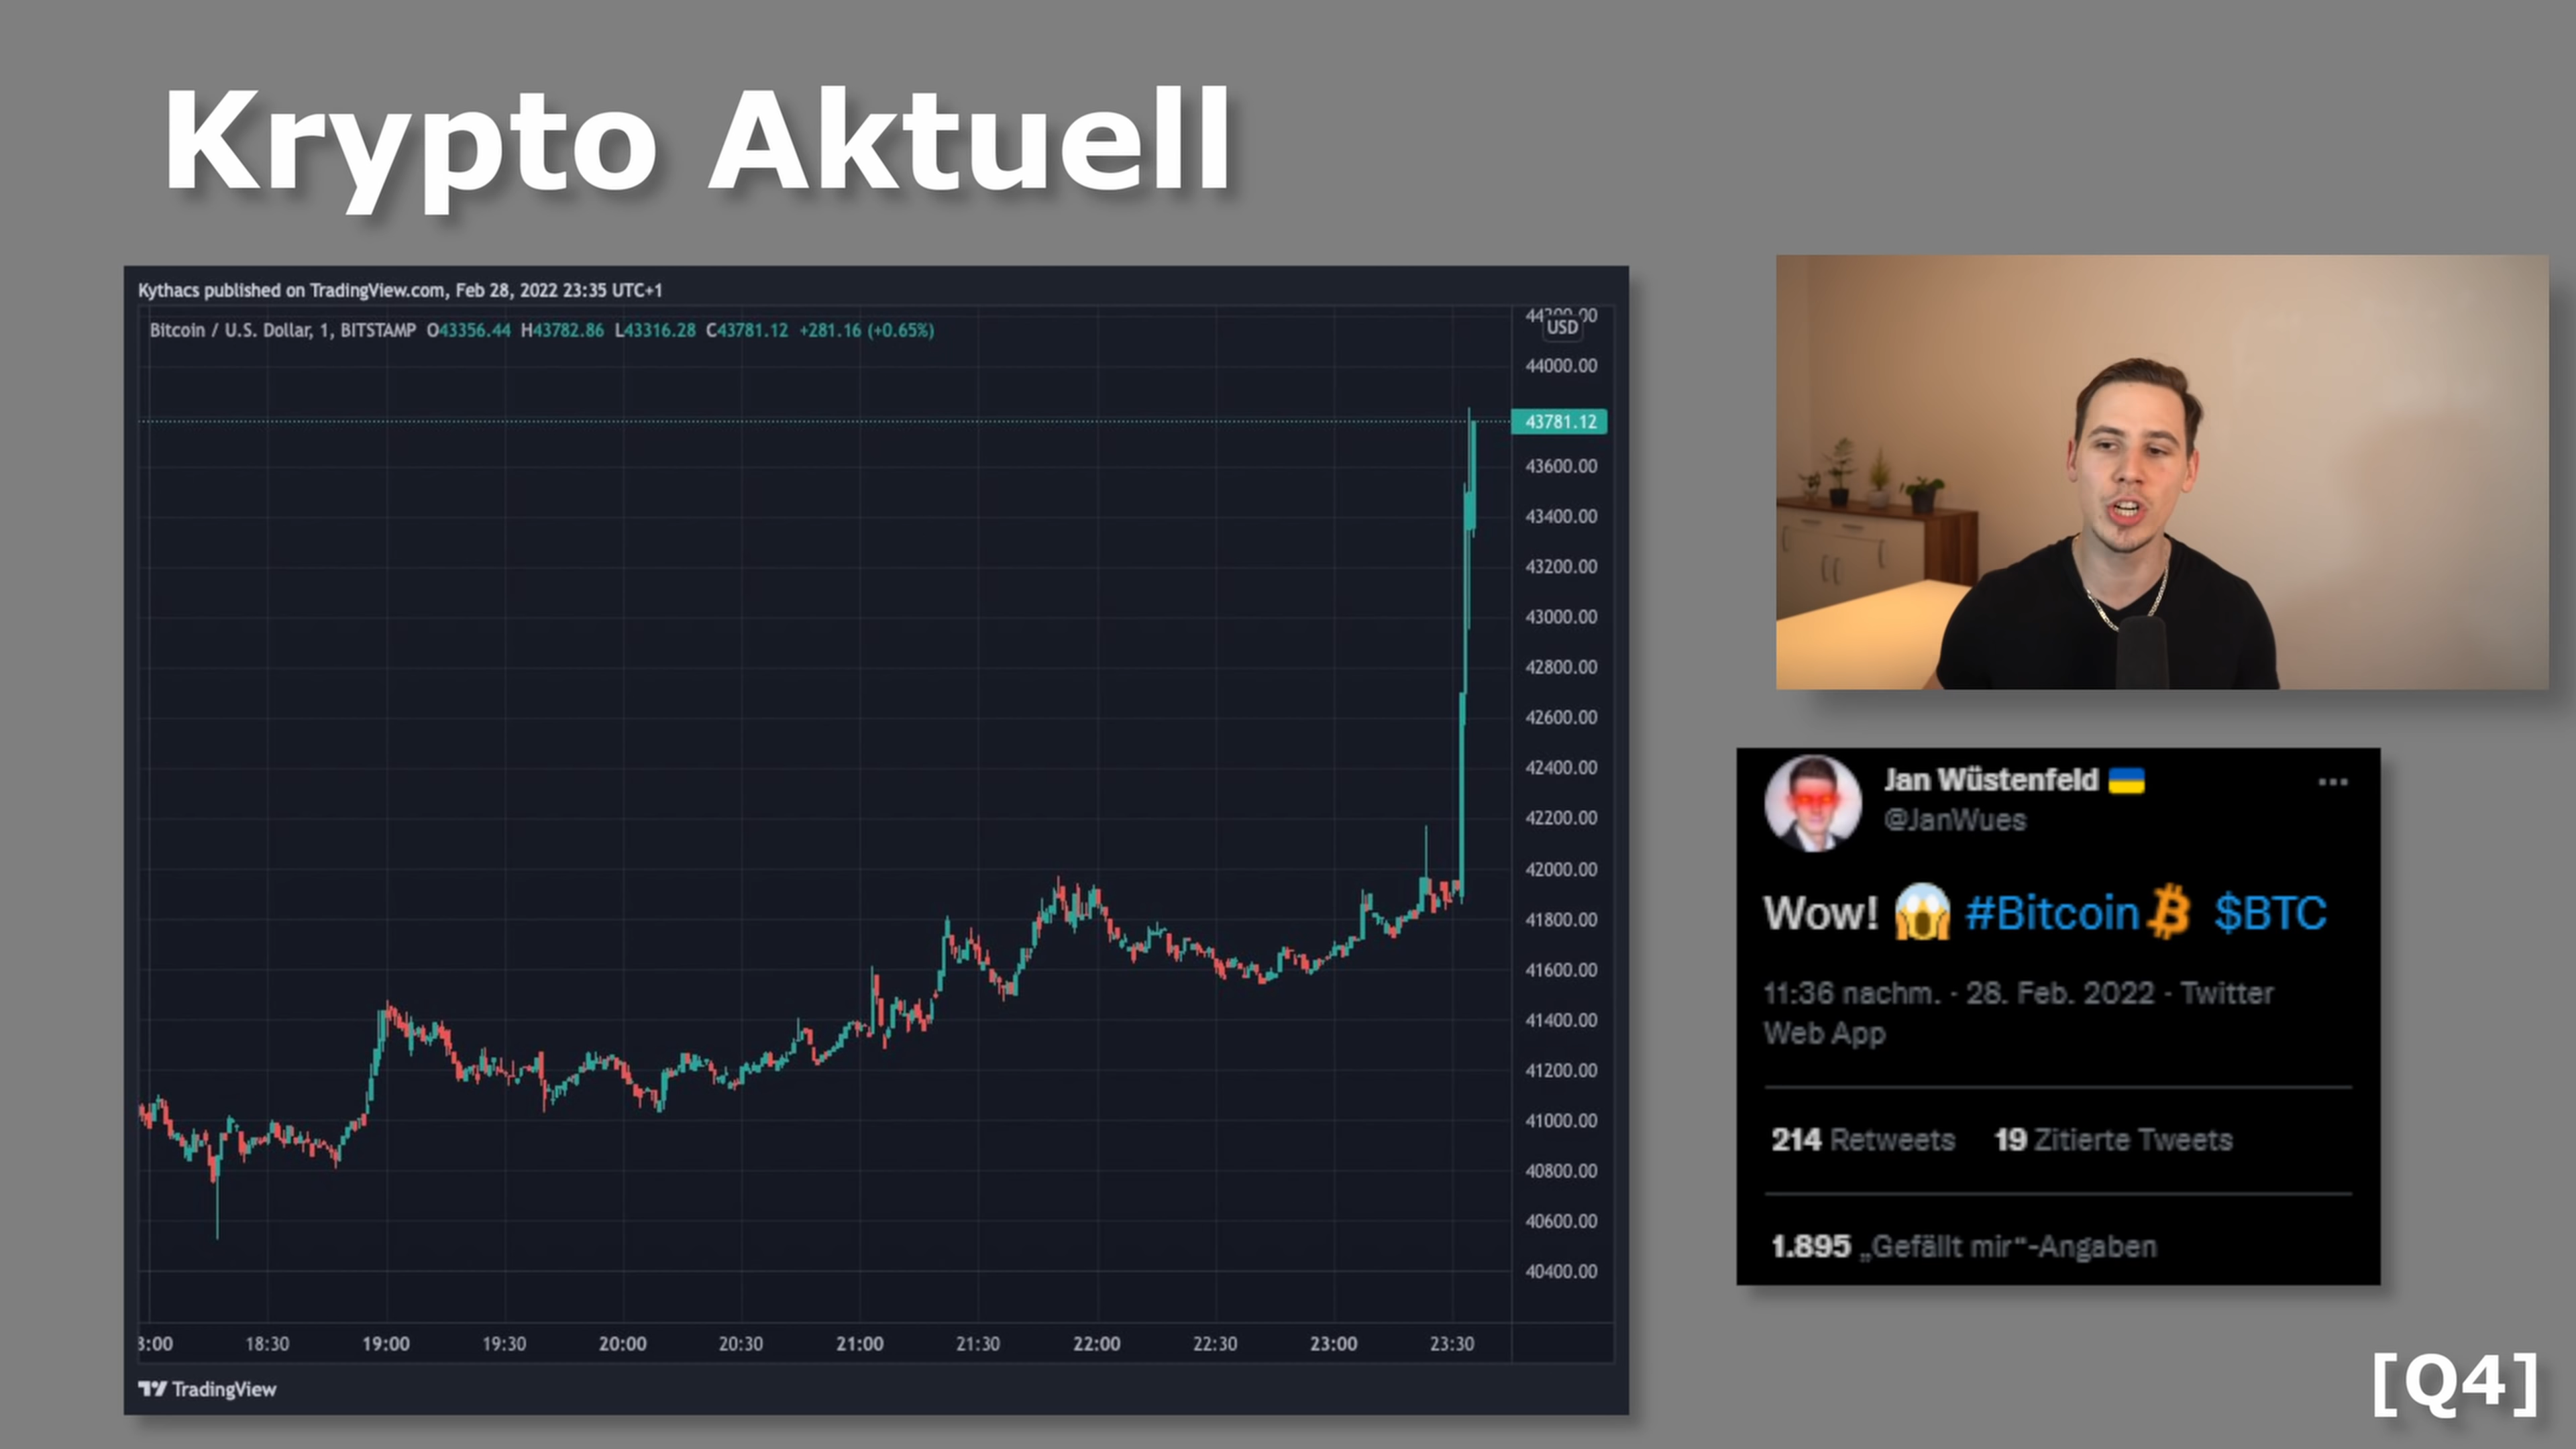 Krypto Aktuell
Kythacs published on TradingView.com, Feb 28, 2022 23:35 UTC+1
Bitcoin / U.S. Dollar, 1, BITSTAMP O43356.44 H43782.86 L43316.28 C43781.12 +281.16 (+0.65%)
USD
44000.00
43781.12
43600.00
43400.00
43200.00
43000.00
42800.00
42600.00
42400.00
42200.00
42000.00
41800.00
41600.00
41400.00
41200.00
41000.00
40800.00
40600.00
40400.00
18:30 19:00 19:30 20:00 20:30 21:00 21:30 22:00 22:30 23:00 23:30
TradingView
Jan Wüstenfeld 🇺🇦
@JanWues
Wow! 😱 #Bitcoin $BTC
11:36 nachm. · 28. Feb. 2022 · Twitter
Web App
214 Retweets 19 Zitierte Tweets
1.895 „Gefällt mir“-Angaben
[Q4]